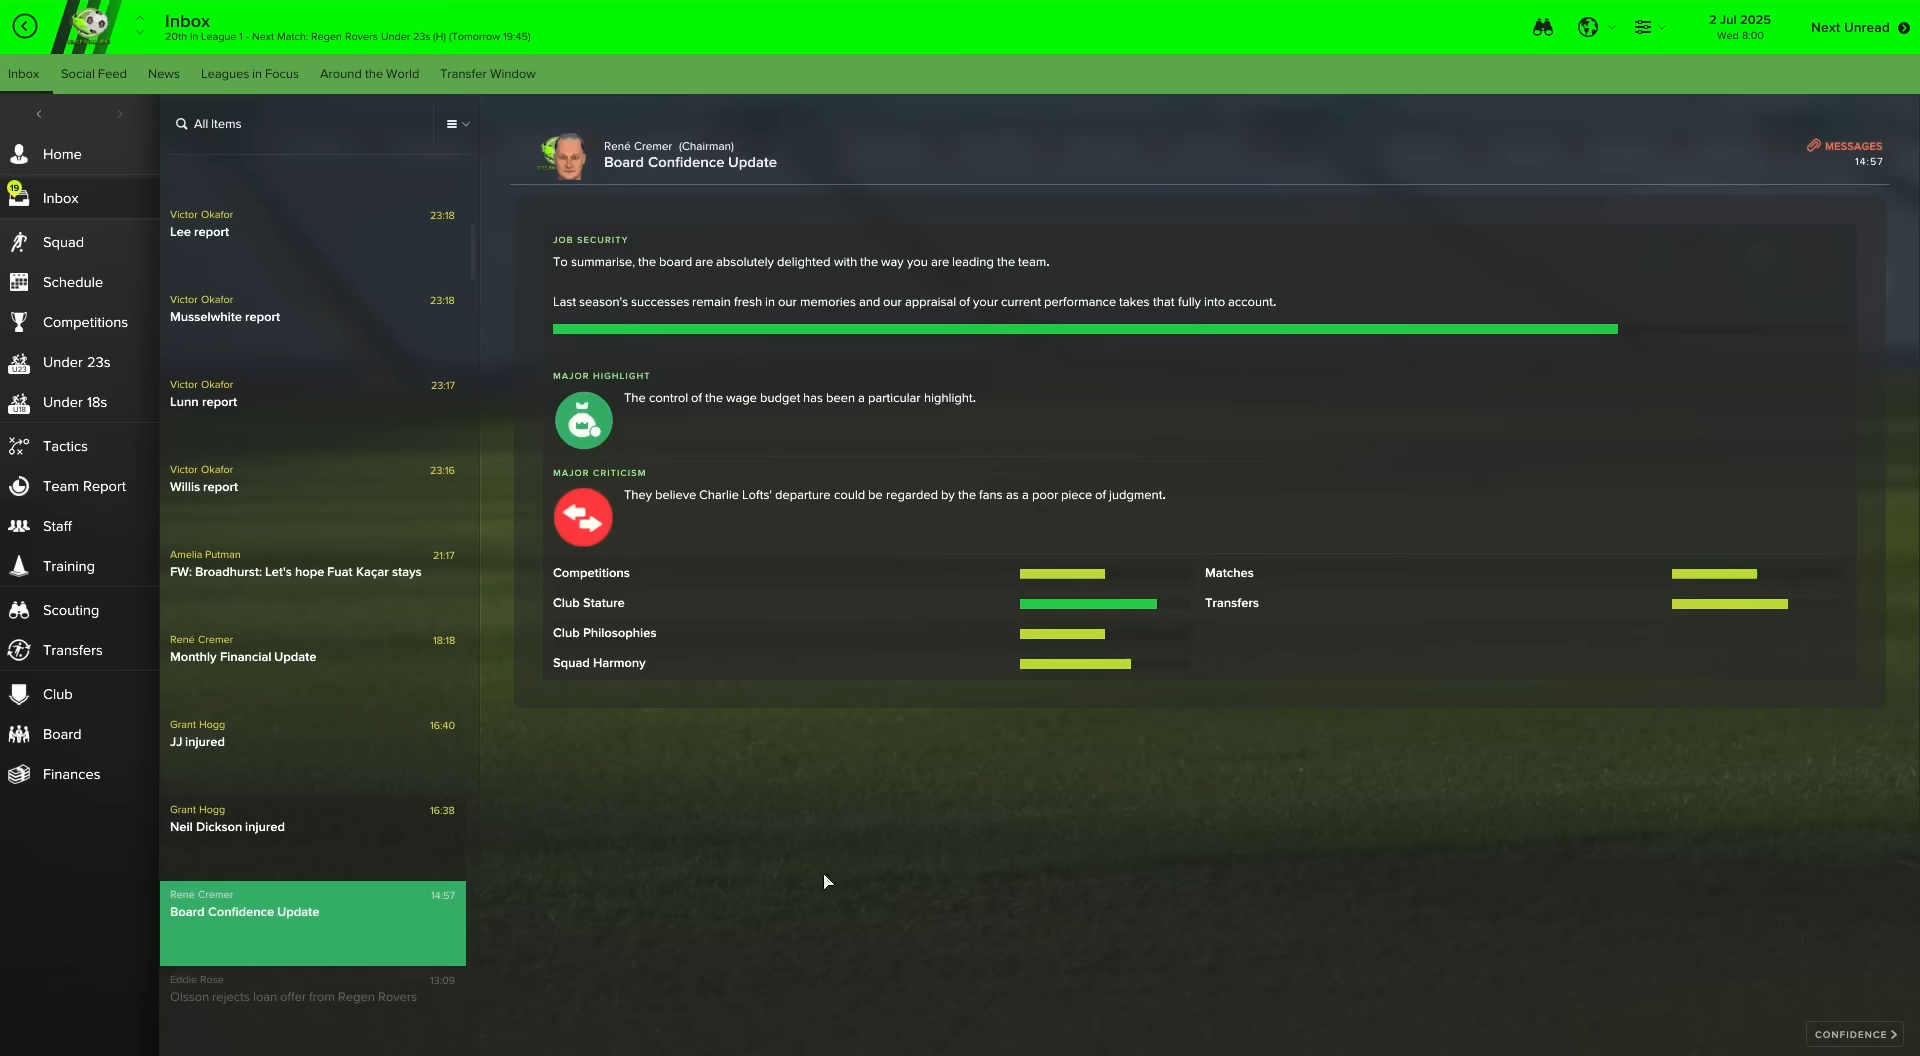 Inbox
20th in League 1 - Next Match: Regen Rovers Under 23s (H) (Tomorrow 19:45)
2 Jul 2025
Wed 8:00
Next Unread
Inbox
Social Feed
News
Leagues in Focus
Around the World
Transfer Window
Home
19
Inbox
Squad
Schedule
Competitions
U23
Under 23s
U18
Under 18s
Tactics
Team Report
Staff
Training
Scouting
Transfers
Club
Board
Finances
All Items
Victor Okafor 23:18
Lee report
Victor Okafor 23:18
Musselwhite report
Victor Okafor 23:17
Lunn report
Victor Okafor 23:16
Willis report
Amelia Putman 21:17
FW: Broadhurst: Let's hope Fuat Kaçar stays
René Cremer 18:18
Monthly Financial Update
Grant Hogg 16:40
JJ injured
Grant Hogg 16:38
Neil Dickson injured
René Cremer 14:57
Board Confidence Update
Eddie Rose 13:09
Olsson rejects loan offer from Regen Rovers
René Cremer (Chairman)
Board Confidence Update
MESSAGES
14:57
JOB SECURITY
To summarise, the board are absolutely delighted with the way you are leading the team.
Last season's successes remain fresh in our memories and our appraisal of your current performance takes that fully into account.
MAJOR HIGHLIGHT
The control of the wage budget has been a particular highlight.
MAJOR CRITICISM
They believe Charlie Lofts' departure could be regarded by the fans as a poor piece of judgment.
Competitions
Matches
Club Stature
Transfers
Club Philosophies
Squad Harmony
CONFIDENCE